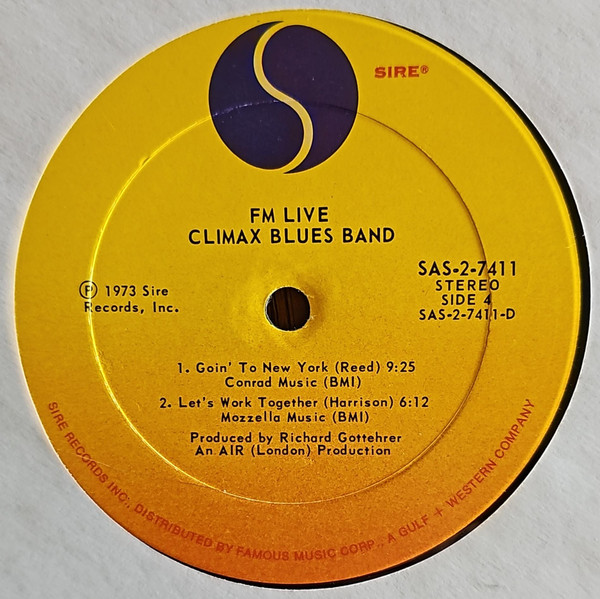 SIRE®
FM LIVE
CLIMAX BLUES BAND
SAS-2-7411
STEREO
SIDE 4
SAS-2-7411-D
Ⓟ 1973 Sire
Records, Inc.
1. Goin' To New York (Reed) 9:25
Conrad Music (BMI)
2. Let's Work Together (Harrison) 6:12
Mozzella Music (BMI)
Produced by Richard Gottehrer
An AIR (London) Production
SIRE RECORDS INC., DISTRIBUTED BY FAMOUS MUSIC CORP., A GULF + WESTERN COMPANY